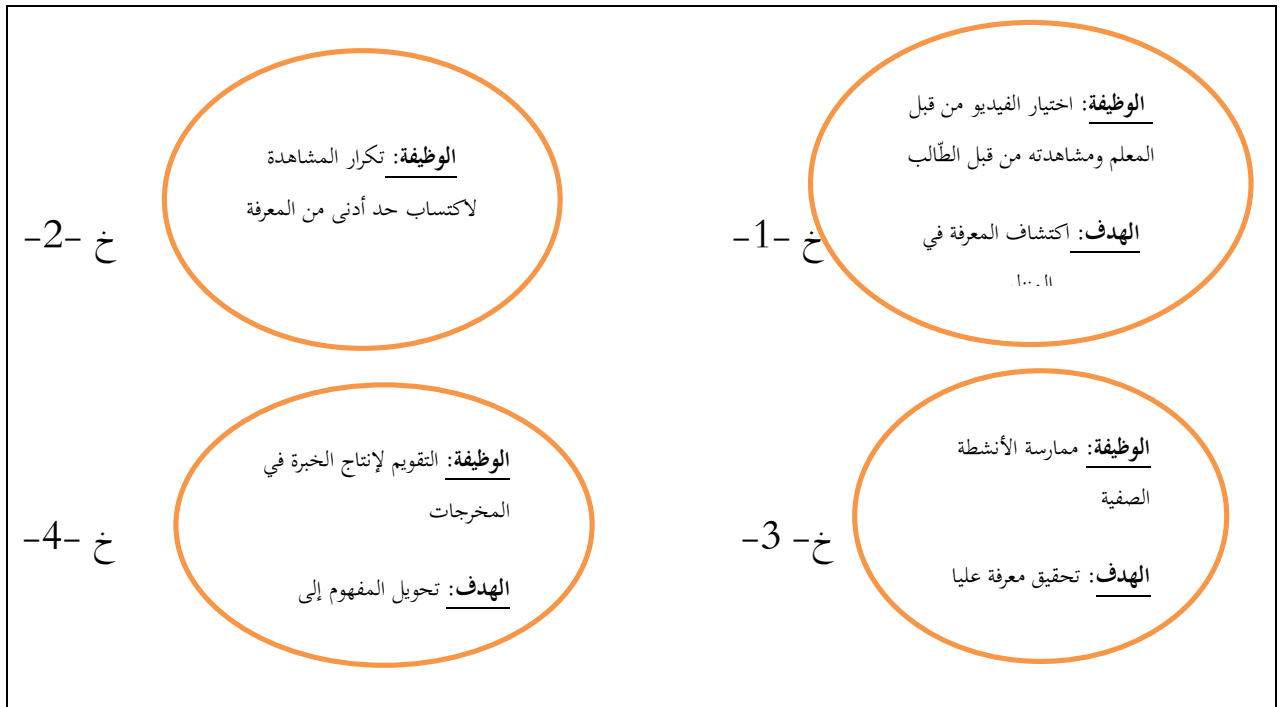 الوظيفة: اختيار الفيديو من قبل
المعلم ومشاهدته من قبل الطّالب
الهدف: اكتشاف المعرفة في
خ -1-
الوظيفة: تكرار المشاهدة
لاكتساب حد أدنى من المعرفة
خ -2-
الوظيفة: ممارسة الأنشطة
الصفية
الهدف: تحقيق معرفة عليا
خ- 3-
الوظيفة: التقويم لإنتاج الخبرة في
المخرجات
الهدف: تحويل المفهوم إلى
خ -4-